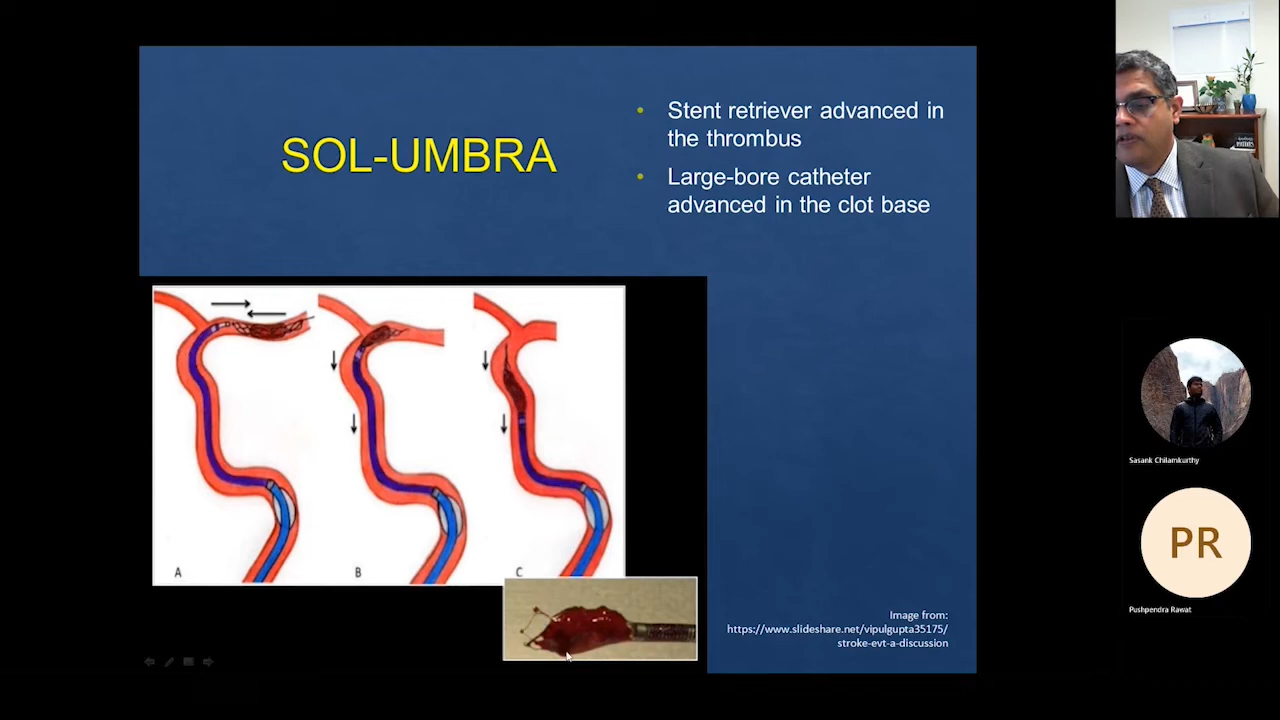 SOL-UMBRA
• Stent retriever advanced in
the thrombus
• Large-bore catheter
advanced in the clot base
A
B
C
Image from:
https://www.slideshare.net/vipulgupta35175/
stroke-evt-a-discussion
Sasank Chilamkurthy
PR
Pushpendra Rawat